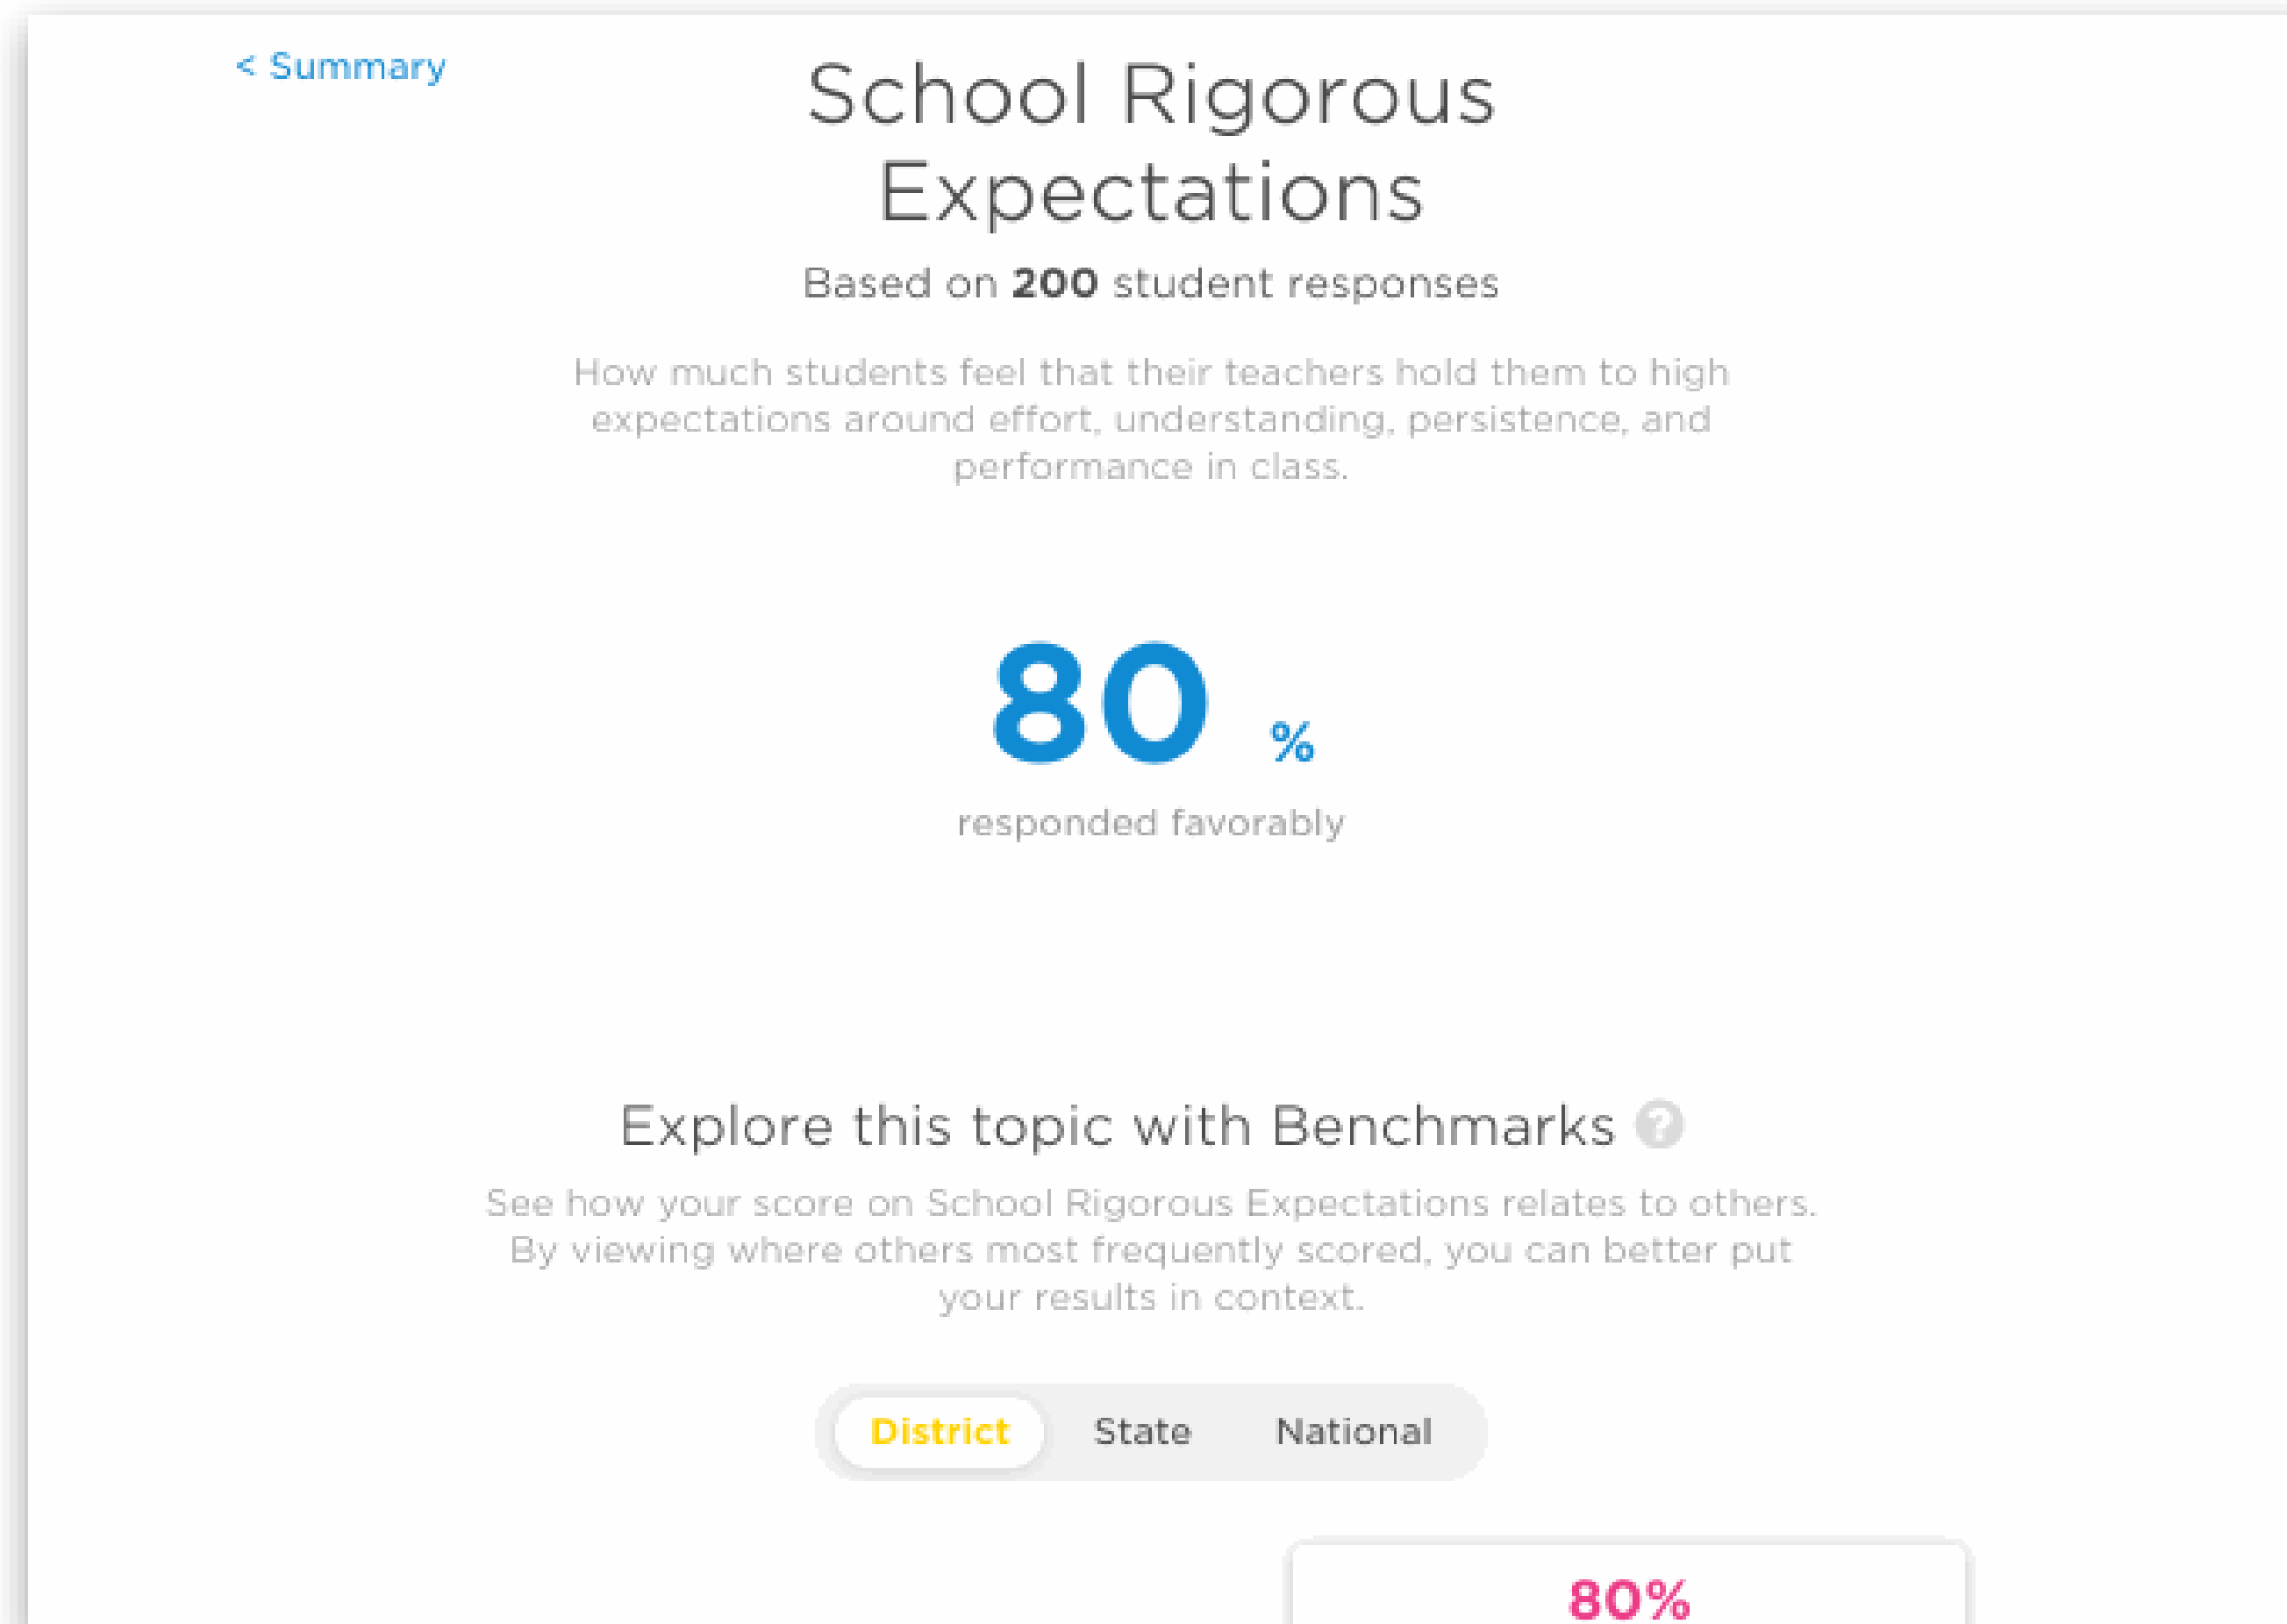 < Summary
School Rigorous
Expectations
Based on 200 student responses
How much students feel that their teachers hold them to high
expectations around effort, understanding, persistence, and
performance in class.
80 %
responded favorably
Explore this topic with Benchmarks ?
See how your score on School Rigorous Expectations relates to others.
By viewing where others most frequently scored, you can better put
your results in context.
District State National
80%